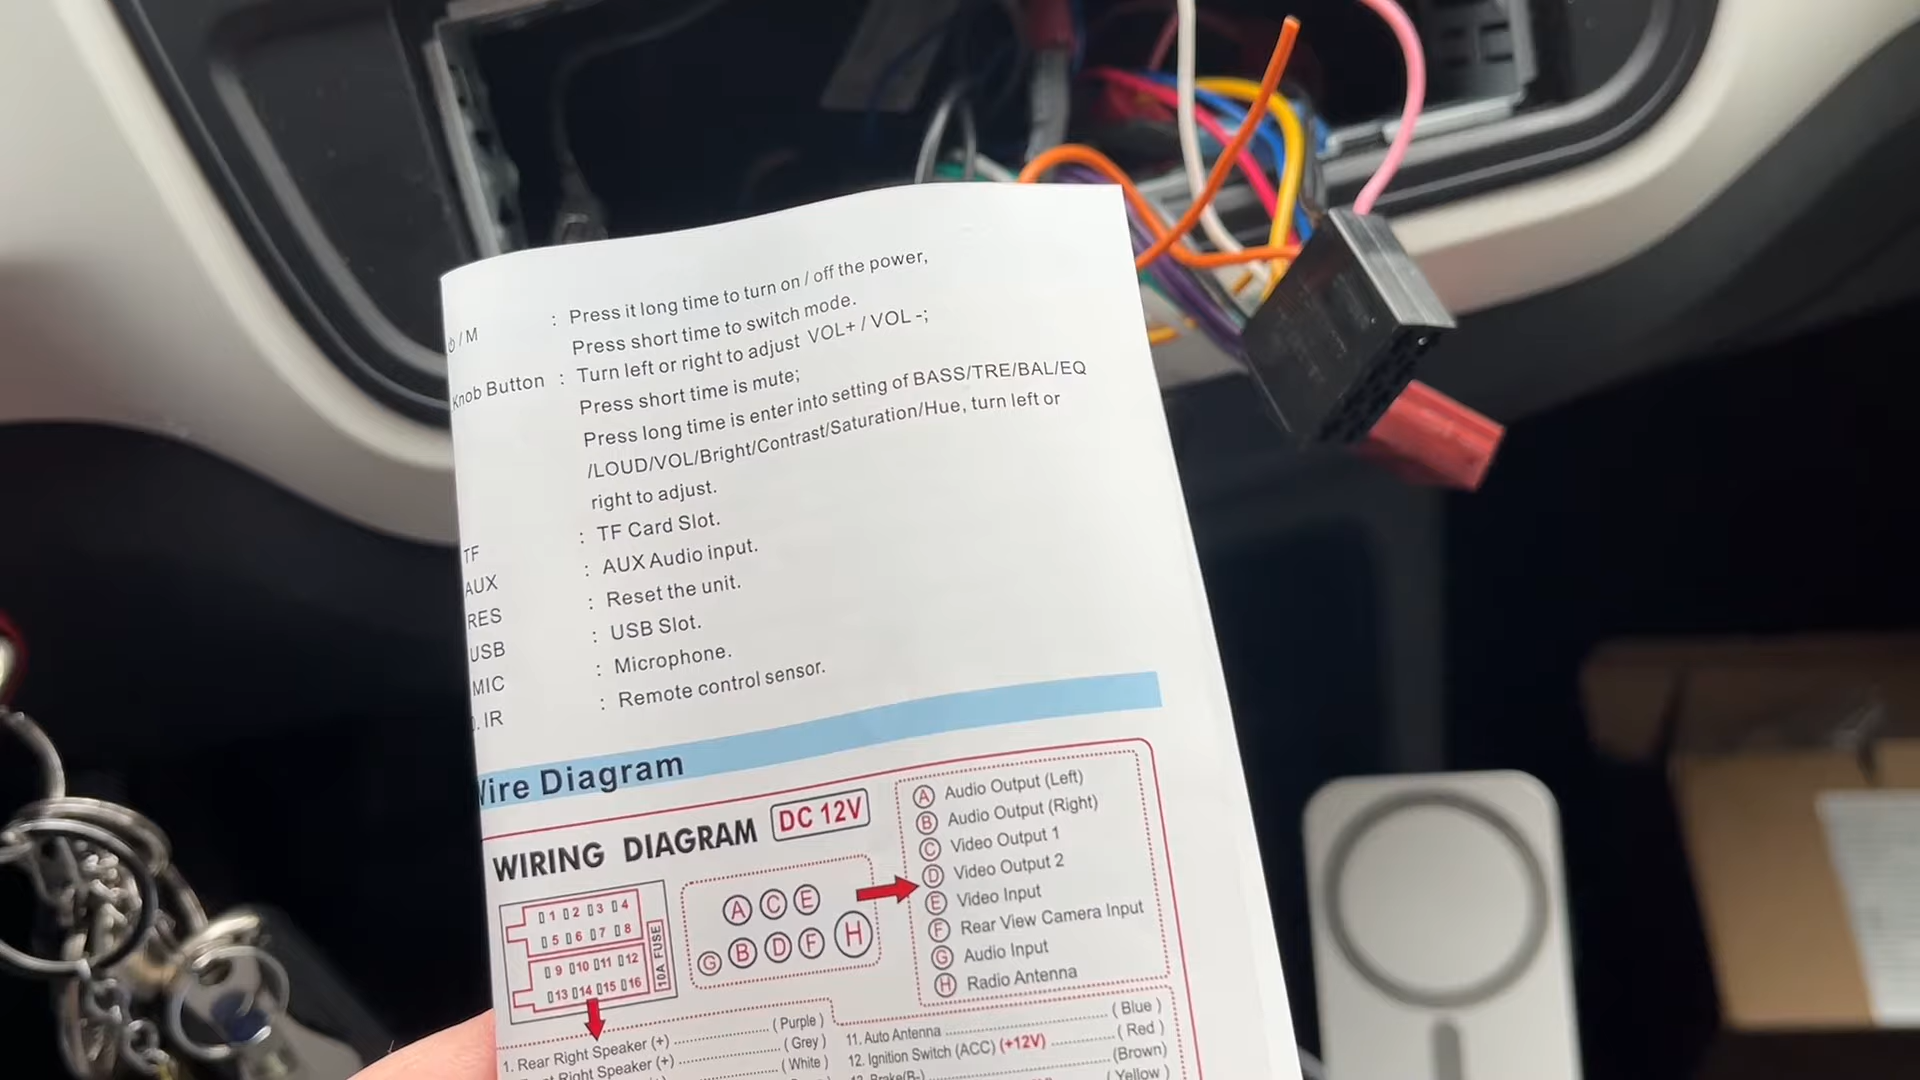 / M : Press it long time to turn on / off the power,
Press short time to switch mode.
Knob Button : Turn left or right to adjust VOL+ / VOL -;
Press short time is mute;
Press long time is enter into setting of BASS/TRE/BAL/EQ
/LOUD/VOL/Bright/Contrast/Saturation/Hue, turn left or
right to adjust.
TF : TF Card Slot.
AUX : AUX Audio input.
RES : Reset the unit.
USB : USB Slot.
MIC : Microphone.
. IR : Remote control sensor.
Wire Diagram
WIRING DIAGRAM DC 12V
1 2 3 4
5 6 7 8
9 10 11 12
13 14 15 16
10A FUSE
A C E
G B D F H
A Audio Output (Left)
B Audio Output (Right)
C Video Output 1
D Video Output 2
E Video Input
F Rear View Camera Input
G Audio Input
H Radio Antenna
1. Rear Right Speaker (+) ........ ( Purple )
Right Speaker (+) ........ ( Grey )
( White )
11. Auto Antenna ........ ( Blue )
12. Ignition Switch (ACC) (+12V) ........ ( Red )
(Brown)
( Yellow )